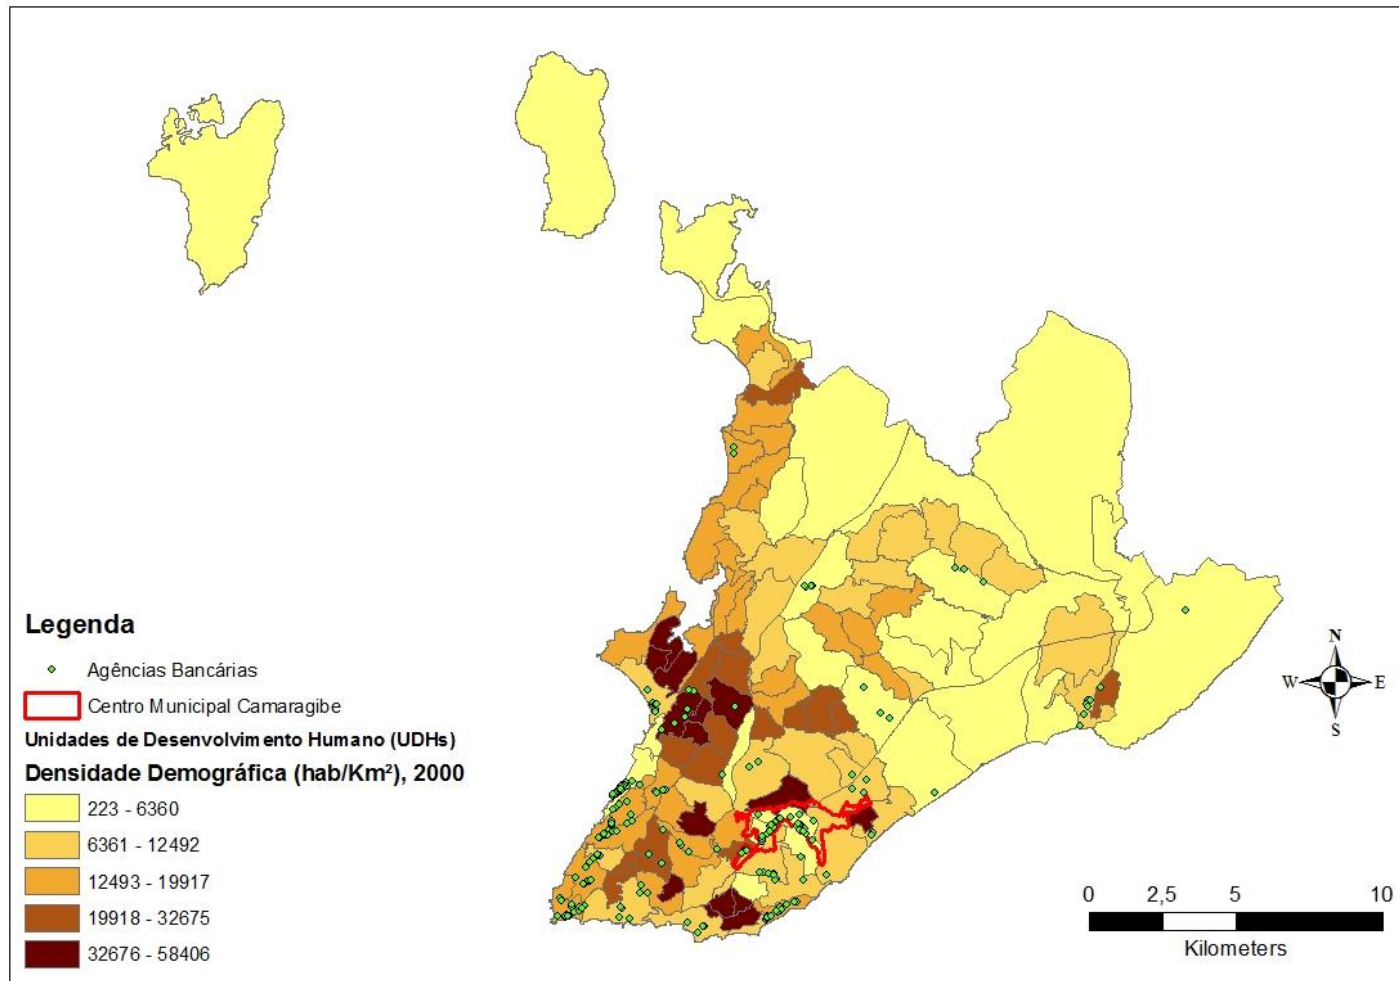 Legenda
Agências Bancárias
Centro Municipal Camaragibe
Unidades de Desenvolvimento Humano (UDHs)
Densidade Demográfica (hab/Km²), 2000
223 - 6360
6361 - 12492
12493 - 19917
19918 - 32675
32676 - 58406
N
W E
S
0 2,5 5 10
Kilometers